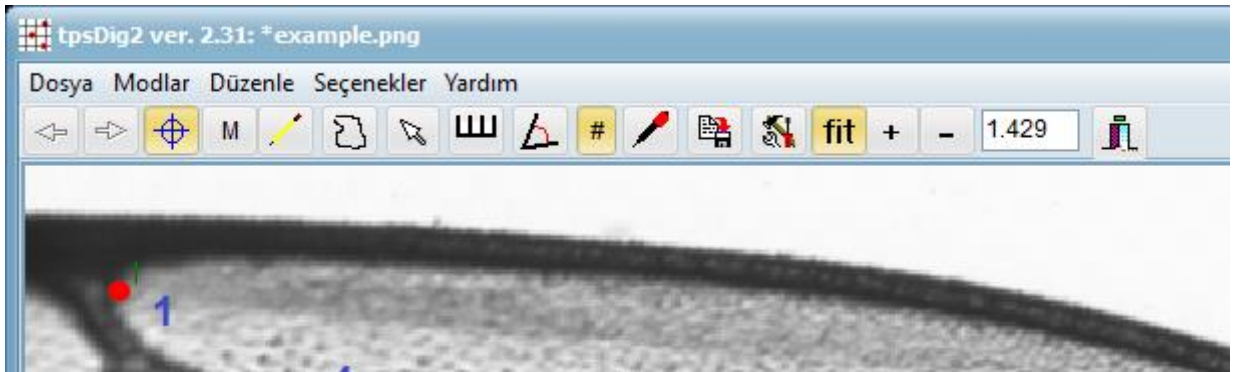 tpsDig2 ver. 2.31: *example.png
Dosya Modlar Düzenle Seçenekler Yardım
M # fit + - 1.429
1